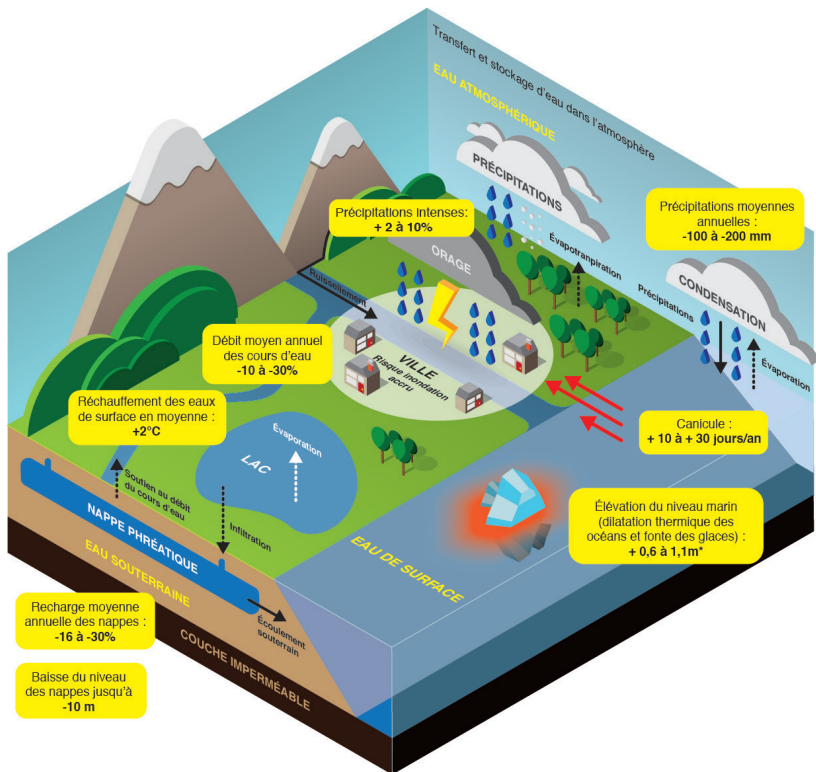 Transfert et stockage d'eau dans l'atmosphère
EAU ATMOSPHÉRIQUE
PRÉCIPITATIONS
Précipitations moyennes
annuelles :
-100 à -200 mm
Précipitations Intenses:
+ 2 à 10%
ORAGE
Évapotranpiration
CONDENSATION
Précipitations
Évaporation
Ruissellement
Débit moyen annuel
des cours d'eau
-10 à -30%
VILLE
Risque inondation
accru
Réchauffement des eaux
de surface en moyenne :
+2°C
Canicule :
+ 10 à + 30 jours/an
Évaporation
LAC
Soutien au débit
du cours d'eau
Infiltration
NAPPE PHRÉATIQUE
EAU SOUTERRAINE
EAU DE SURFACE
Élévation du niveau marin
(dilatation thermique des
océans et fonte des glaces) :
+ 0,6 à 1,1m*
Recharge moyenne
annuelle des nappes :
-16 à -30%
Écoulement
souterrain
COUCHE IMPERMÉABLE
Baisse du niveau
des nappes jusqu'à
-10 m